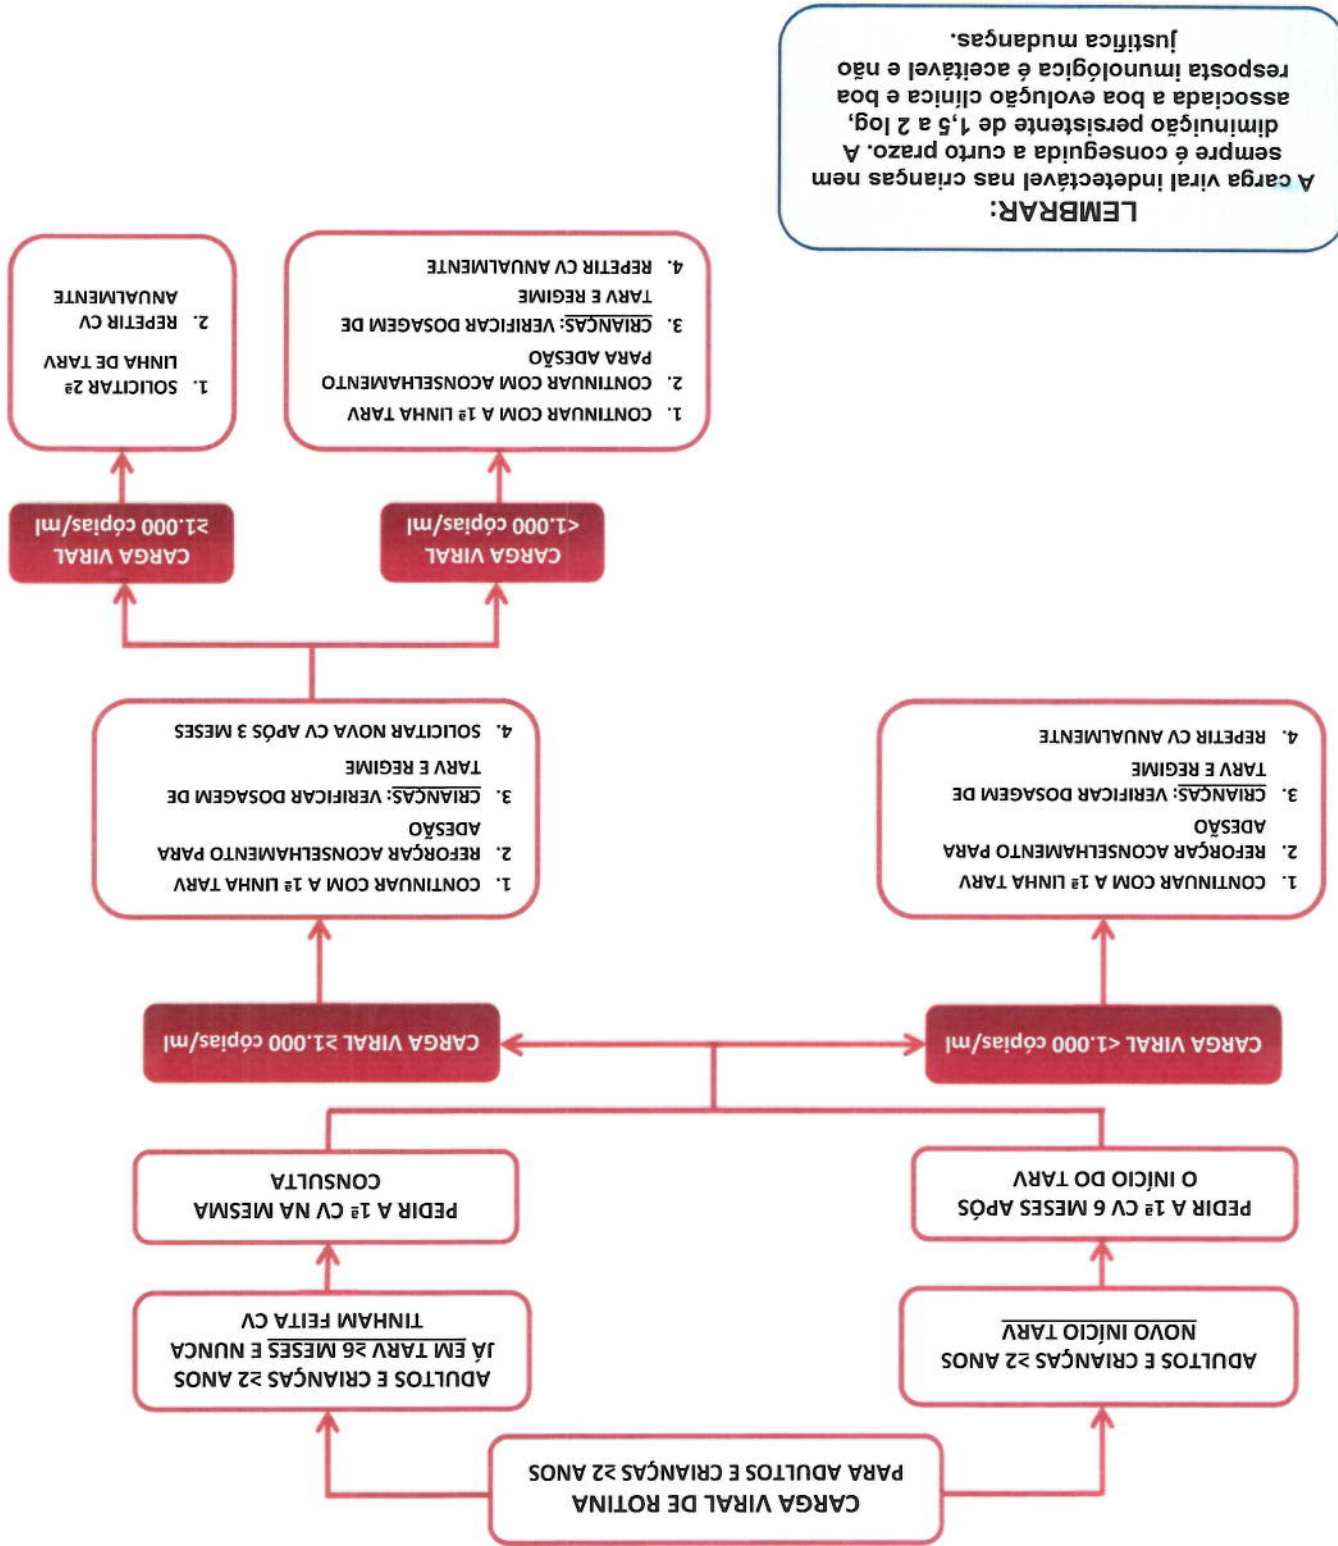 CARGA VIRAL DE ROTINA
PARA ADULTOS E CRIANÇAS ≥2 ANOS
ADULTOS E CRIANÇAS ≥2 ANOS
NOVO INÍCIO TARV
ADULTOS E CRIANÇAS ≥2 ANOS
JÁ EM TARV ≥6 MESES E NUNCA
TINHAM FEITA CV
PEDIR A 1ª CV 6 MESES APÓS
O INÍCIO DO TARV
PEDIR A 1ª CV NA MESMA
CONSULTA
CARGA VIRAL <1.000 cópias/ml
CARGA VIRAL ≥1.000 cópias/ml
1. CONTINUAR COM A 1ª LINHA TARV
2. REFORÇAR ACONSELHAMENTO PARA
ADESÃO
3. CRIANÇAS: VERIFICAR DOSAGEM DE
TARV E REGIME
4. REPETIR CV ANUALMENTE
1. CONTINUAR COM A 1ª LINHA TARV
2. REFORÇAR ACONSELHAMENTO PARA
ADESÃO
3. CRIANÇAS: VERIFICAR DOSAGEM DE
TARV E REGIME
4. SOLICITAR NOVA CV APÓS 3 MESES
CARGA VIRAL
<1.000 cópias/ml
CARGA VIRAL
≥1.000 cópias/ml
1. CONTINUAR COM A 1ª LINHA TARV
2. CONTINUAR COM ACONSELHAMENTO
PARA ADESÃO
3. CRIANÇAS: VERIFICAR DOSAGEM DE
TARV E REGIME
4. REPETIR CV ANUALMENTE
1. SOLICITAR 2ª
LINHA DE TARV
2. REPETIR CV
ANUALMENTE
LEMBRAR:
A carga viral indetectável nas crianças nem
sempre é conseguida a curto prazo. A
diminuição persistente de 1,5 a 2 log,
associada a boa evolução clínica e boa
resposta imunológica é aceitável e não
justifica mudanças.